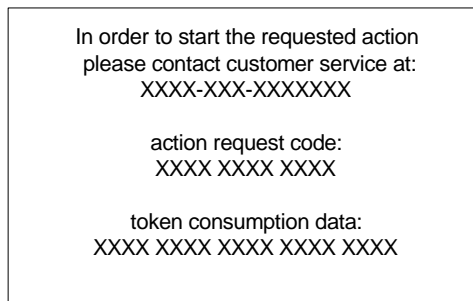 In order to start the requested action
please contact customer service at:
XXXX-XXX-XXXXXXX
action request code:
XXXX XXXX XXXX
token consumption data:
XXXX XXXX XXXX XXXX XXXX